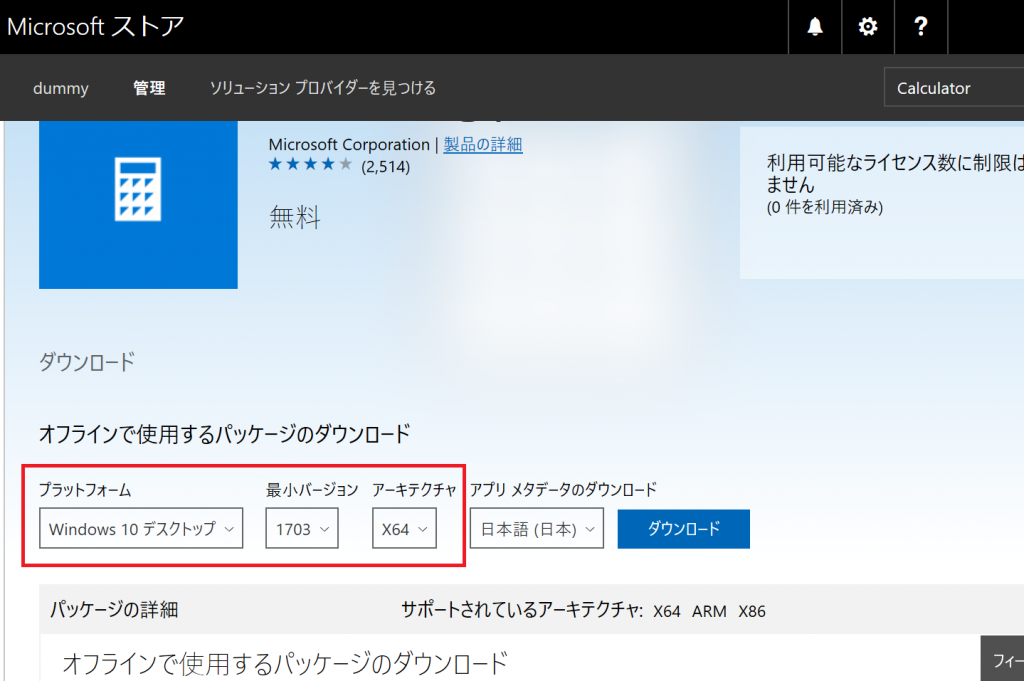 Microsoft ストア
?
dummy 管理 ソリューション プロバイダーを見つける Calculator
Microsoft Corporation | 製品の詳細
(2,514)
無料
利用可能なライセンス数に制限は
ません
(0 件を利用済み)
ダウンロード
オフラインで使用するパッケージのダウンロード
プラットフォーム 最小バージョン アーキテクチャ アプリ メタデータのダウンロード
Windows 10 デスクトップ 1703 X64 日本語 (日本) ダウンロード
パッケージの詳細 サポートされているアーキテクチャ: X64 ARM X86
オフラインで使用するパッケージのダウンロード
フィー